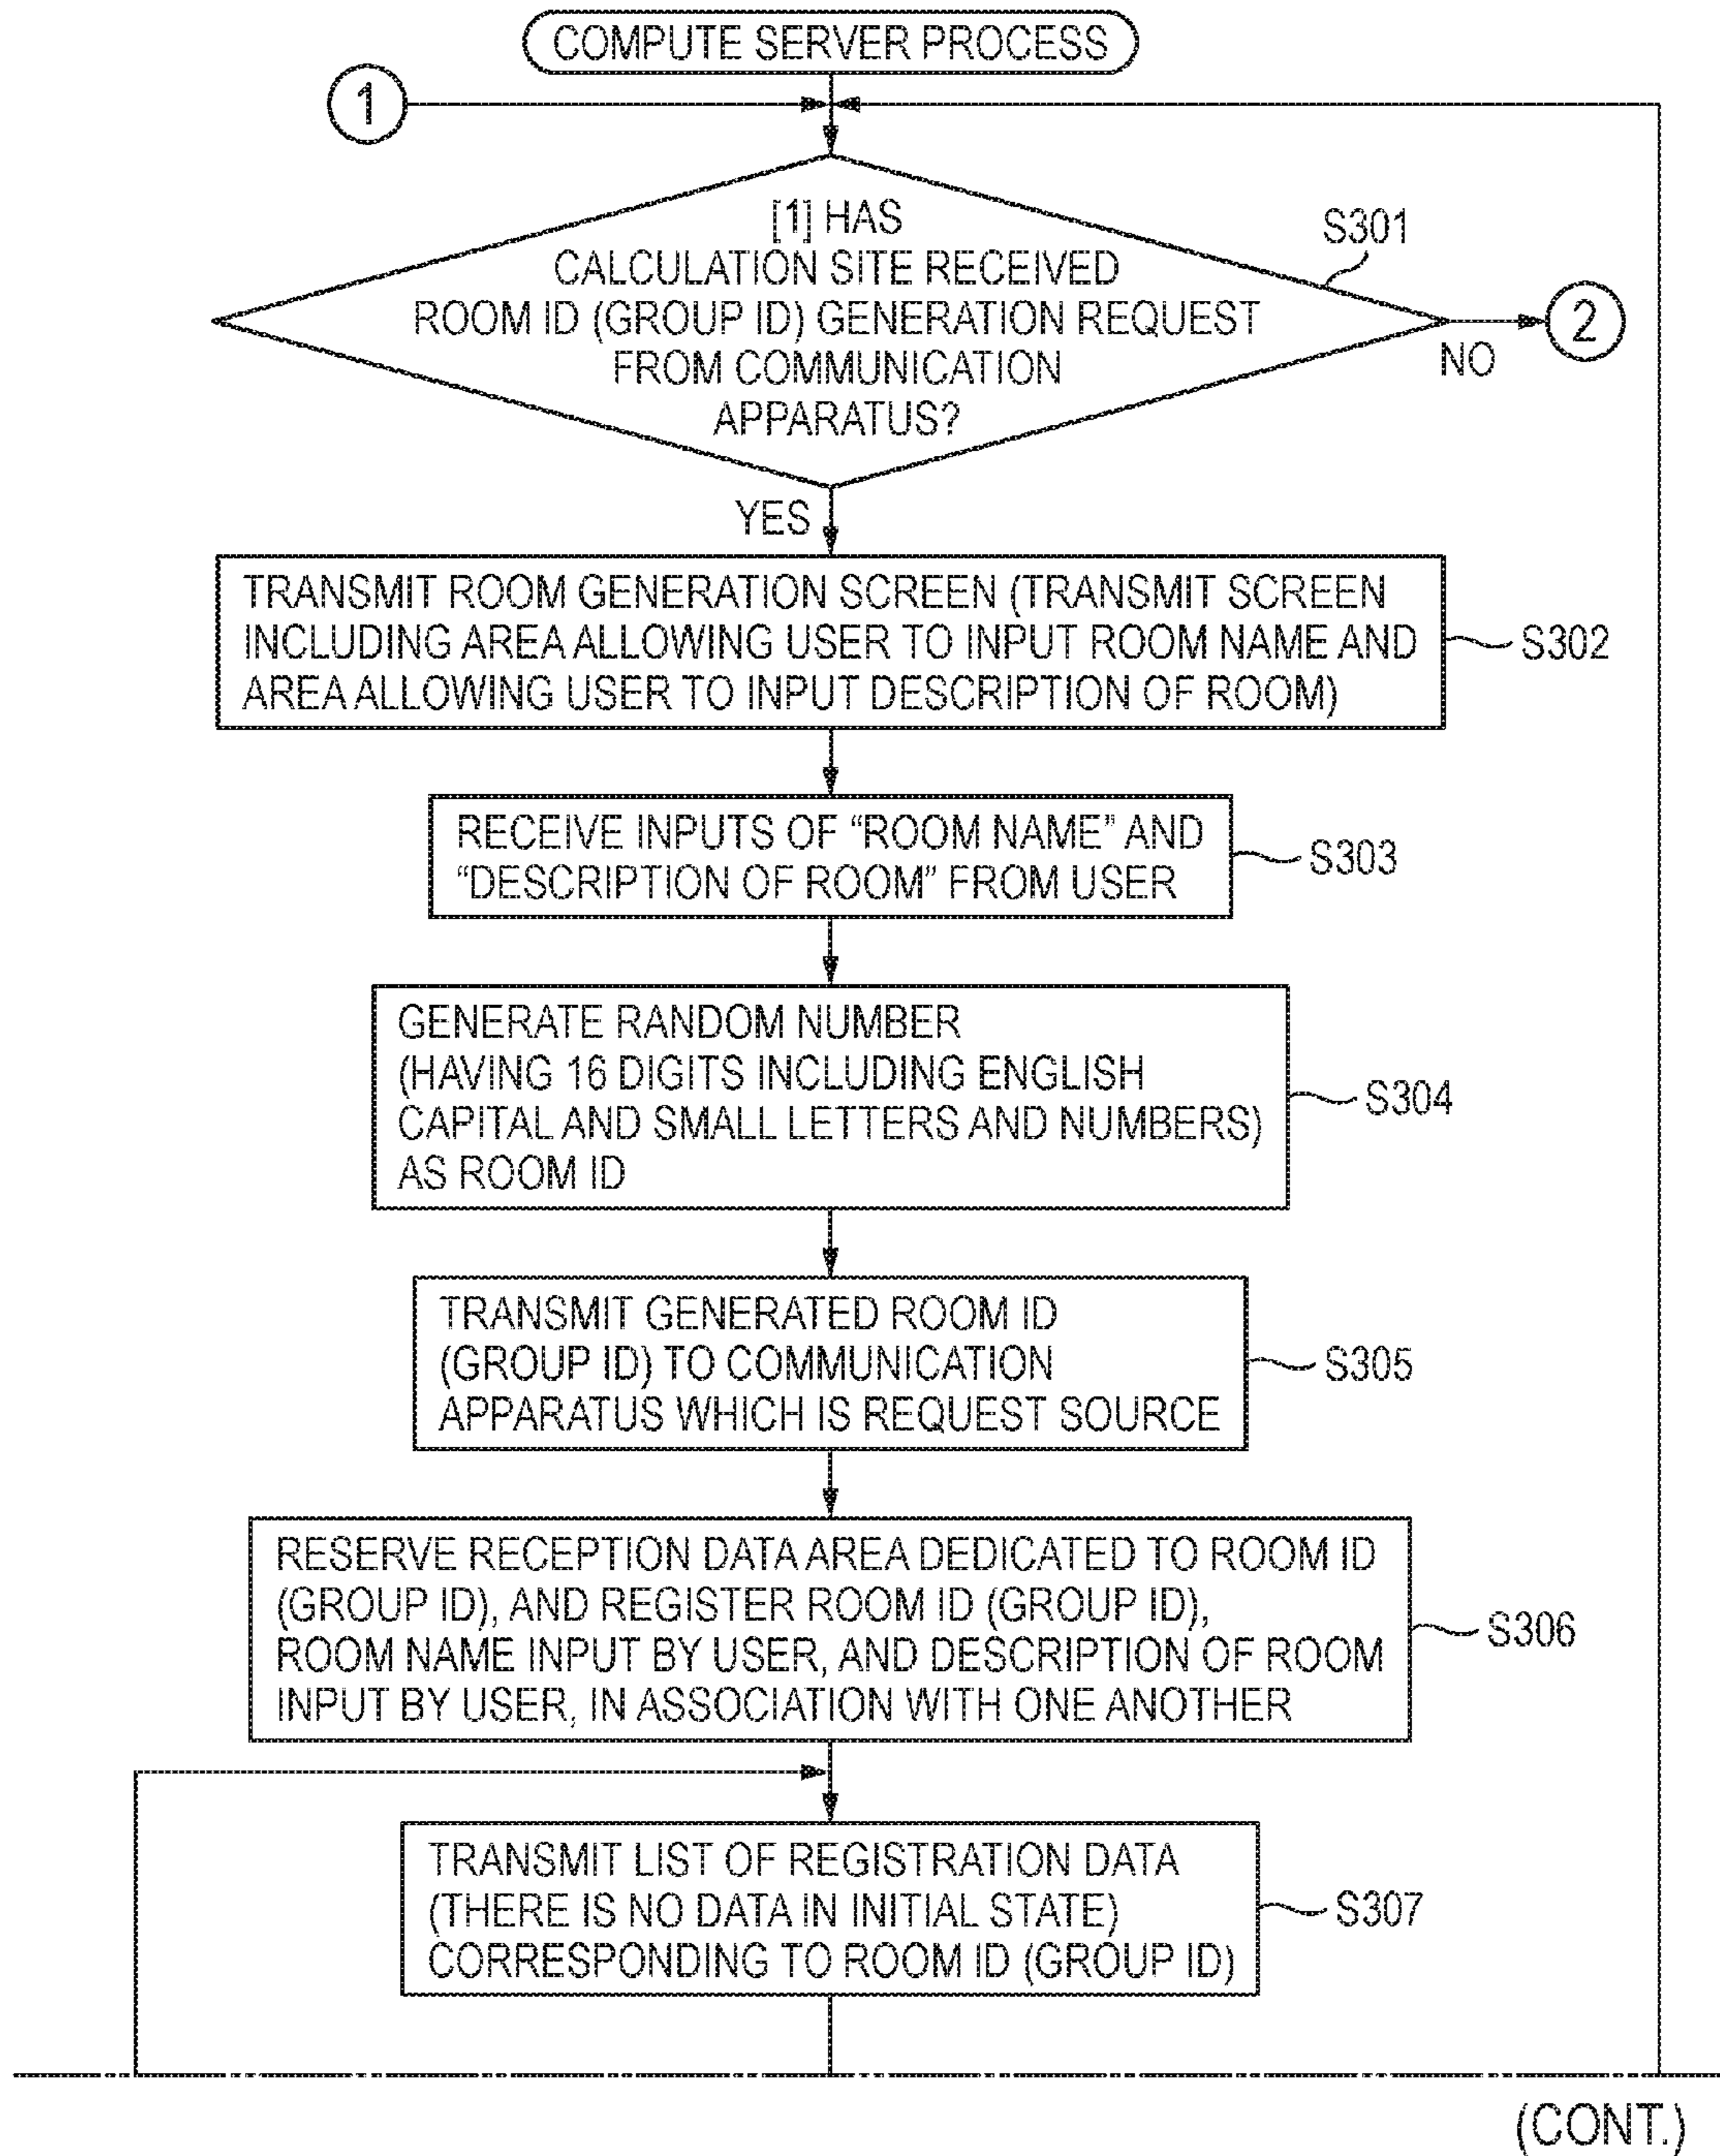 COMPUTE SERVER PROCESS
1
[1] HAS
CALCULATION SITE RECEIVED
ROOM ID (GROUP ID) GENERATION REQUEST
FROM COMMUNICATION
APPARATUS?
S301
2
NO
YES
TRANSMIT ROOM GENERATION SCREEN (TRANSMIT SCREEN
INCLUDING AREA ALLOWING USER TO INPUT ROOM NAME AND
AREA ALLOWING USER TO INPUT DESCRIPTION OF ROOM)
S302
RECEIVE INPUTS OF “ROOM NAME” AND
“DESCRIPTION OF ROOM” FROM USER
S303
GENERATE RANDOM NUMBER
(HAVING 16 DIGITS INCLUDING ENGLISH
CAPITAL AND SMALL LETTERS AND NUMBERS)
AS ROOM ID
S304
TRANSMIT GENERATED ROOM ID
(GROUP ID) TO COMMUNICATION
APPARATUS WHICH IS REQUEST SOURCE
S305
RESERVE RECEPTION DATA AREA DEDICATED TO ROOM ID
(GROUP ID), AND REGISTER ROOM ID (GROUP ID),
ROOM NAME INPUT BY USER, AND DESCRIPTION OF ROOM
INPUT BY USER, IN ASSOCIATION WITH ONE ANOTHER
S306
TRANSMIT LIST OF REGISTRATION DATA
(THERE IS NO DATA IN INITIAL STATE)
CORRESPONDING TO ROOM ID (GROUP ID)
S307
(CONT.)